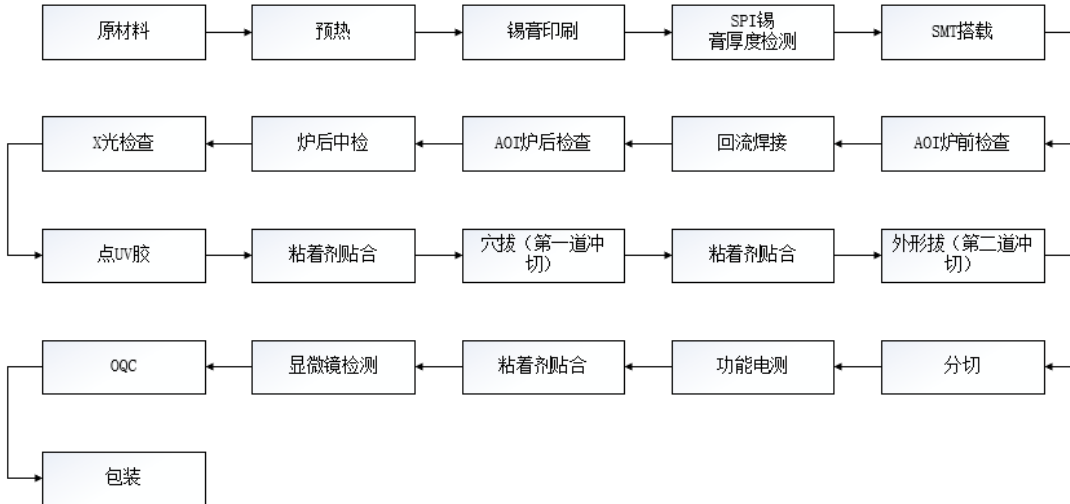 原材料
预热
锡膏印刷
SPI锡
膏厚度检测
SMT搭载
AOI炉前检查
回流焊接
AOI炉后检查
炉后中检
X光检查
点UV胶
粘着剂贴合
穴拔（第一道冲
切）
粘着剂贴合
外形拔（第二道冲
切）
分切
功能电测
粘着剂贴合
显微镜检测
OQC
包装